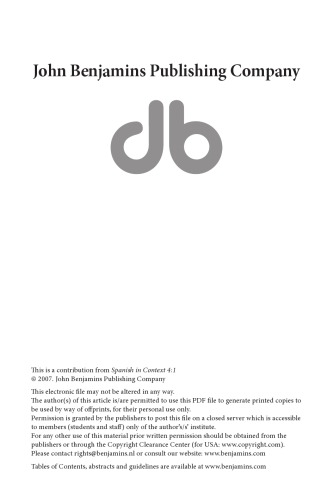 John Benjamins Publishing Company
This is a contribution from Spanish in Context 4:1
© 2007. John Benjamins Publishing Company
This electronic file may not be altered in any way.
The author(s) of this article is/are permitted to use this PDF file to generate printed copies to
be used by way of offprints, for their personal use only.
Permission is granted by the publishers to post this file on a closed server which is accessible
to members (students and staff) only of the author's/s' institute.
For any other use of this material prior written permission should be obtained from the
publishers or through the Copyright Clearance Center (for USA: www.copyright.com).
Please contact rights@benjamins.nl or consult our website: www.benjamins.com
Tables of Contents, abstracts and guidelines are available at www.benjamins.com